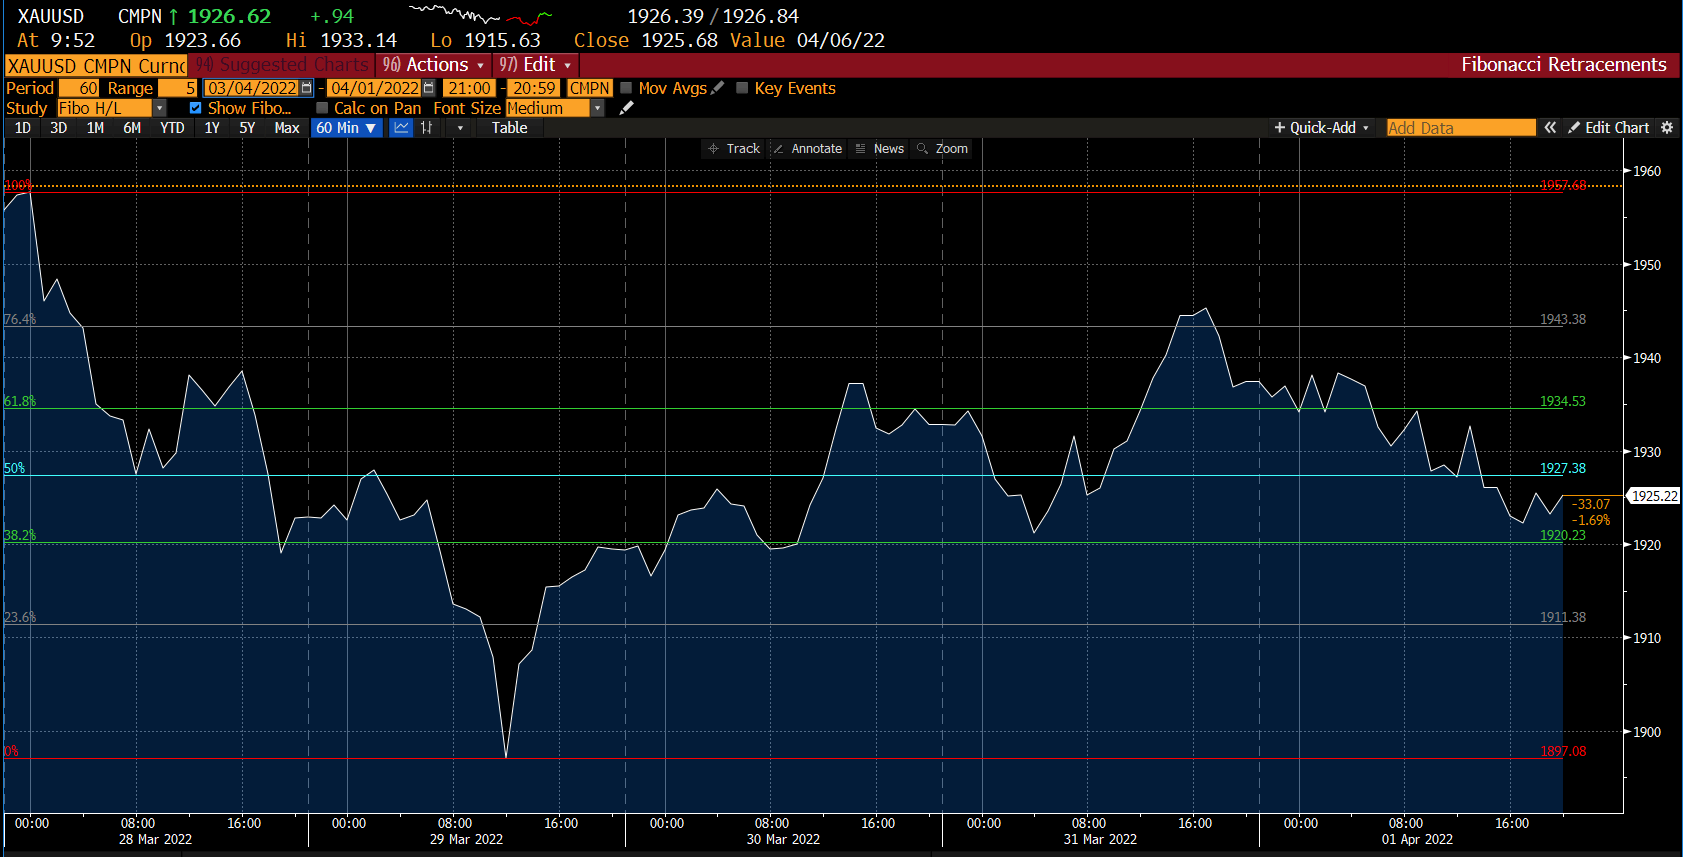 XAUUSD CMPN ↑ 1926.62 +.94 1926.39 / 1926.84
At 9:52 Op 1923.66 Hi 1933.14 Lo 1915.63 Close 1925.68 Value 04/06/22
XAUUSD CMPN Curnc 94) Suggested Charts 96) Actions 97) Edit Fibonacci Retracements
Period 60 Range 5 03/04/2022 - 04/01/2022 21:00 - 20:59 CMPN Mov Avgs Key Events
Study Fibo H/L Show Fibo... Calc on Pan Font Size Medium
1D 3D 1M 6M YTD 1Y 5Y Max 60 Min ▼ Table + Quick-Add Add Data « Edit Chart
Track Annotate News Zoom
1960
100% 1957.68
1950
76.4% 1943.38
1940
61.8% 1934.53
1930
50% 1927.38
1925.22
-33.07
-1.69%
38.2% 1920.23
1920
23.6% 1911.38
1910
1900
0% 1897.08
00:00 08:00 16:00 00:00 08:00 16:00 00:00 08:00 16:00 00:00 08:00 16:00 00:00 08:00 16:00
28 Mar 2022 29 Mar 2022 30 Mar 2022 31 Mar 2022 01 Apr 2022